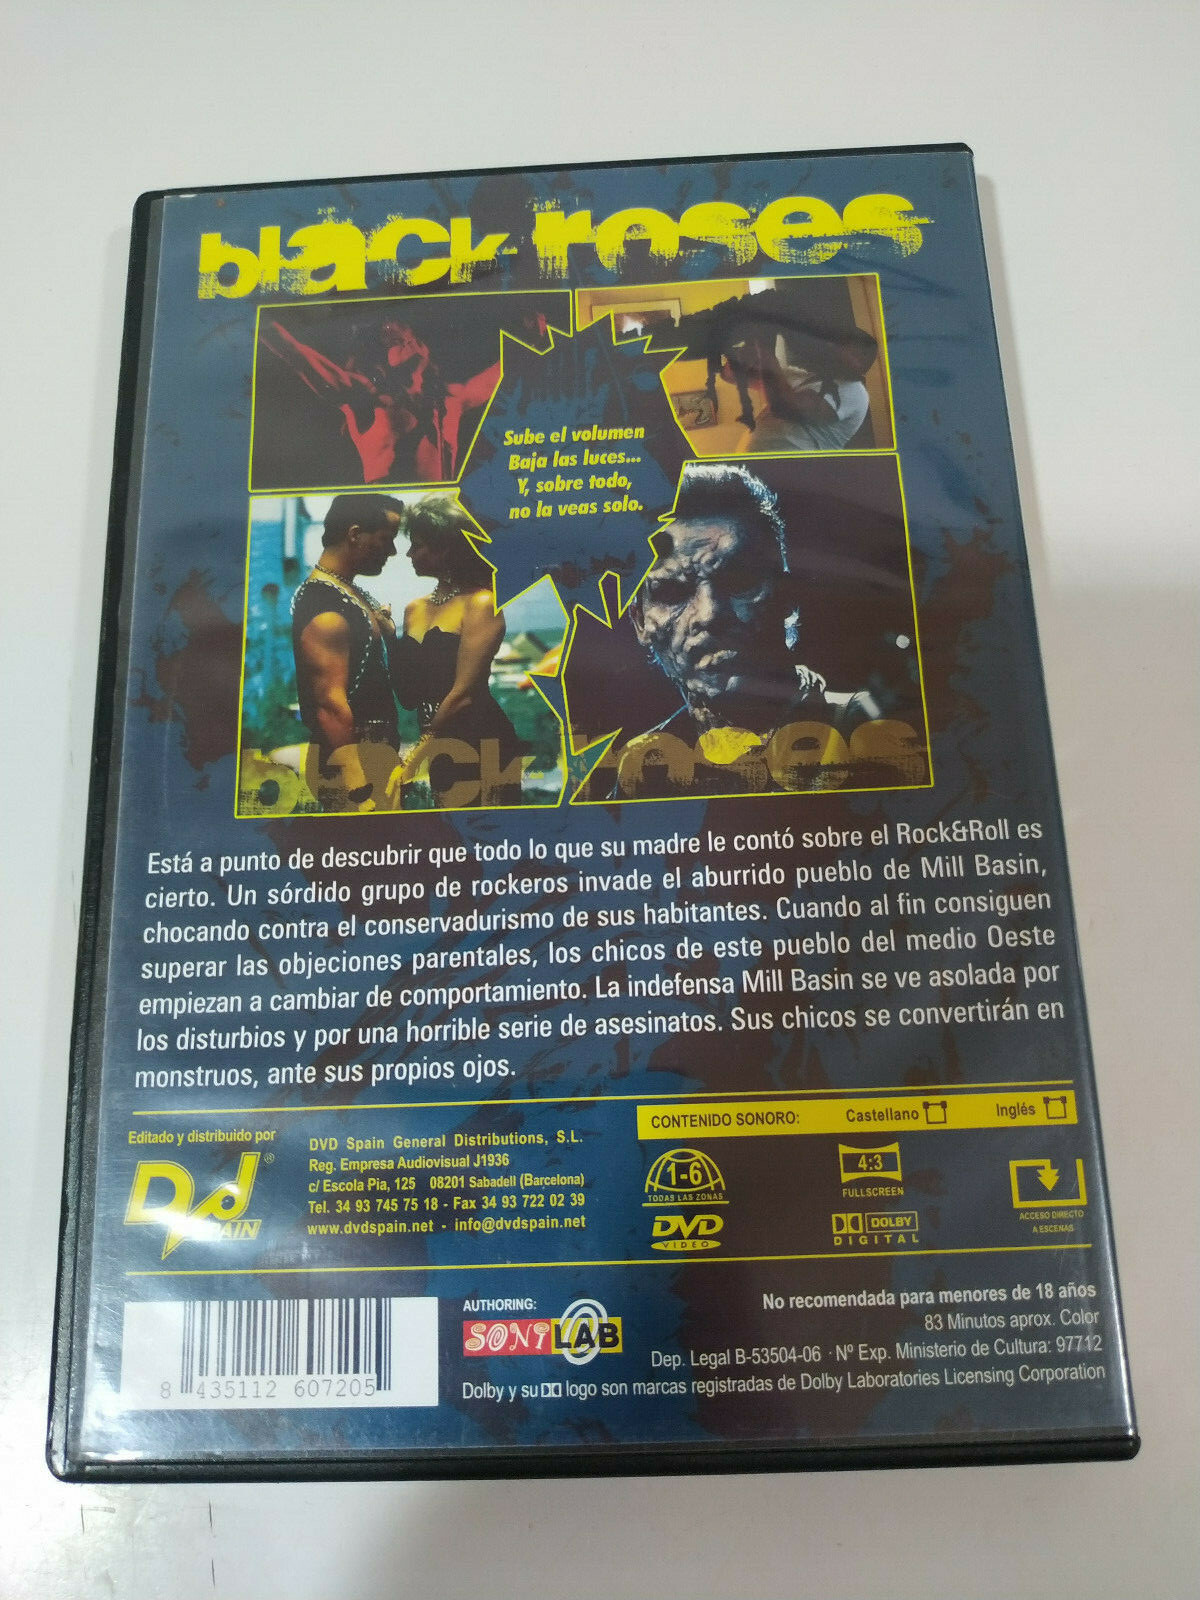 black roses
Sube el volumen
Baja las luces...
Y, sobre todo,
no la veas solo.
black roses
Está a punto de descubrir que todo lo que su madre le contó sobre el Rock&Roll es
cierto. Un sórdido grupo de rockeros invade el aburrido pueblo de Mill Basin,
chocando contra el conservadurismo de sus habitantes. Cuando al fin consiguen
superar las objeciones parentales, los chicos de este pueblo del medio Oeste
empiezan a cambiar de comportamiento. La indefensa Mill Basin se ve asolada por
los disturbios y por una horrible serie de asesinatos. Sus chicos se convertirán en
monstruos, ante sus propios ojos.
Editado y distribuido por
DVD SPAIN ®
DVD Spain General Distributions, S.L.
Reg. Empresa Audiovisual J1936
c/ Escola Pia, 125 08201 Sabadell (Barcelona)
Tel. 34 93 745 75 18 - Fax 34 93 722 02 39
www.dvdspain.net - info@dvdspain.net
CONTENIDO SONORO: Castellano Inglés
1-6
TODAS LAS ZONAS
DVD
VIDEO
4:3
FULLSCREEN
DOLBY
DIGITAL
ACCESO DIRECTO
A ESCENAS
8 435112 607205
AUTHORING:
SONILAB
No recomendada para menores de 18 años
83 Minutos aprox. Color
Dep. Legal B-53504-06 · Nº Exp. Ministerio de Cultura: 97712
Dolby y su logo son marcas registradas de Dolby Laboratories Licensing Corporation